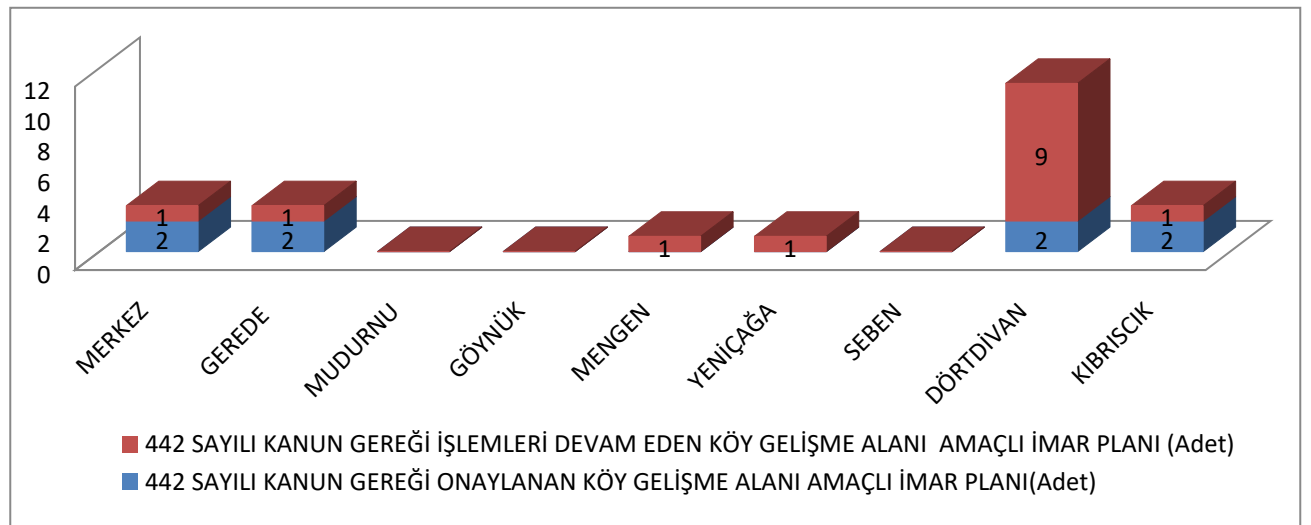 12
10
8
6
4
2
0
9
1 1 1 1 2 1
2 2 2
MERKEZ GEREDE MUDURNU GÖYNÜK MENGEN YENİÇAĞA SEBEN DÖRTDİVAN KIBRISCIK
442 SAYILI KANUN GEREĞİ İŞLEMLERİ DEVAM EDEN KÖY GELİŞME ALANI AMAÇLI İMAR PLANI (Adet)
442 SAYILI KANUN GEREĞİ ONAYLANAN KÖY GELİŞME ALANI AMAÇLI İMAR PLANI(Adet)